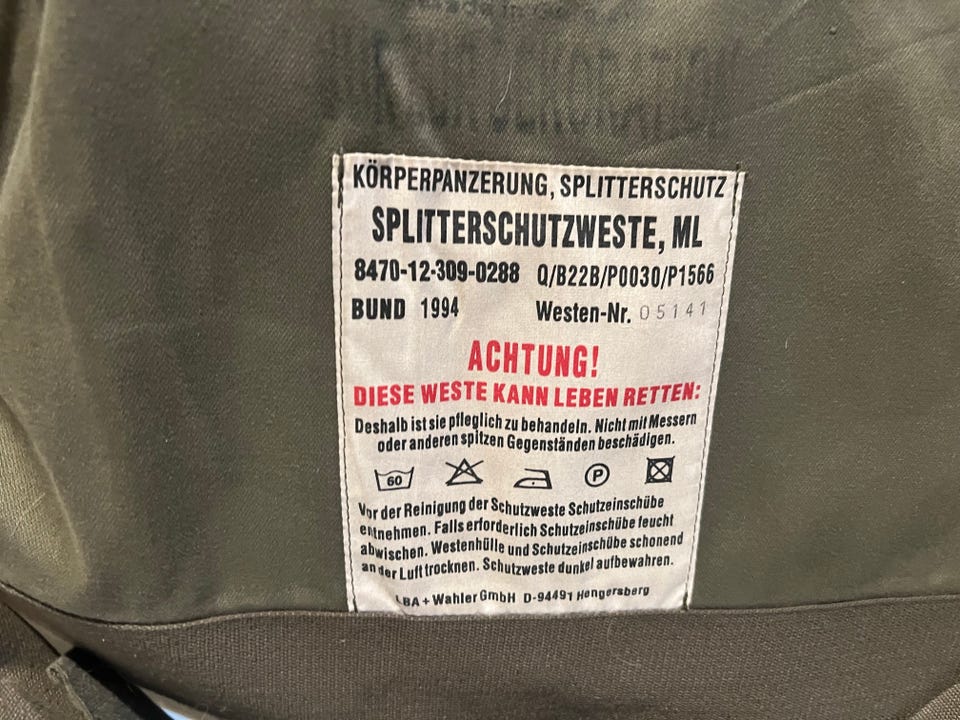 KÖRPERPANZERUNG, SPLITTERSCHUTZ
SPLITTERSCHUTZWESTE, ML
8470-12-309-0288 Q/B22B/P0030/P1566
BUND 1994 Westen-Nr. 05141
ACHTUNG!
DIESE WESTE KANN LEBEN RETTEN:
Deshalb ist sie pfleglich zu behandeln. Nicht mit Messern
oder anderen spitzen Gegenständen beschädigen.
60 P
Vor der Reinigung der Schutzweste Schutzeinschübe
entnehmen. Falls erforderlich Schutzeinschübe feucht
abwischen. Westenhülle und Schutzeinschübe schonend
an der Luft trocknen. Schutzweste dunkel aufbewahren.
LBA + Wahler GmbH D-94491 Hengersberg